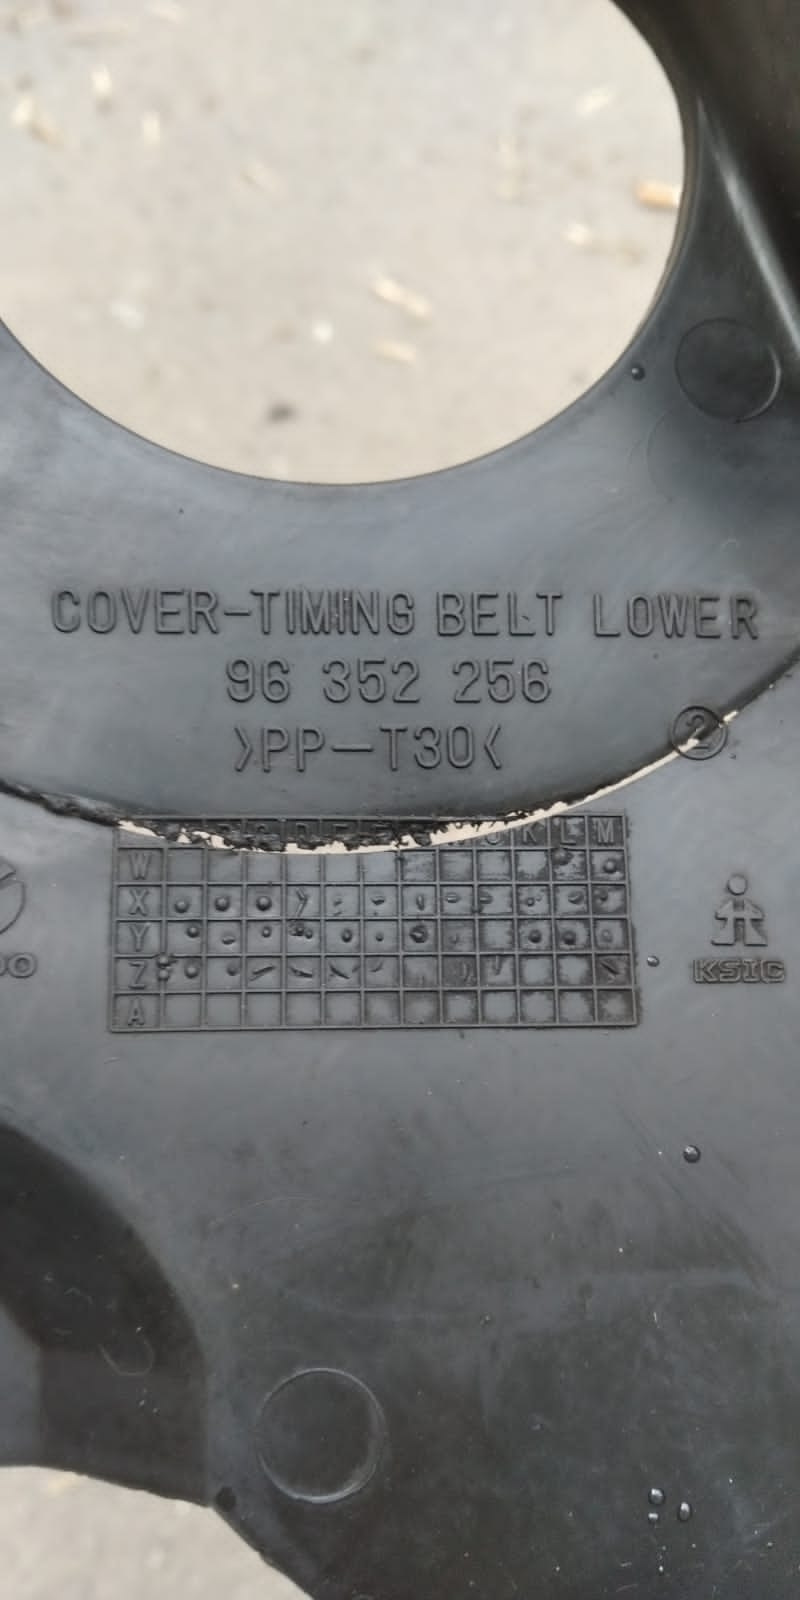 COVER-TIMING BELT LOWER
96 352 256
>PP-T30<
2
K L M
W
X
Y
Z
A
KSIC